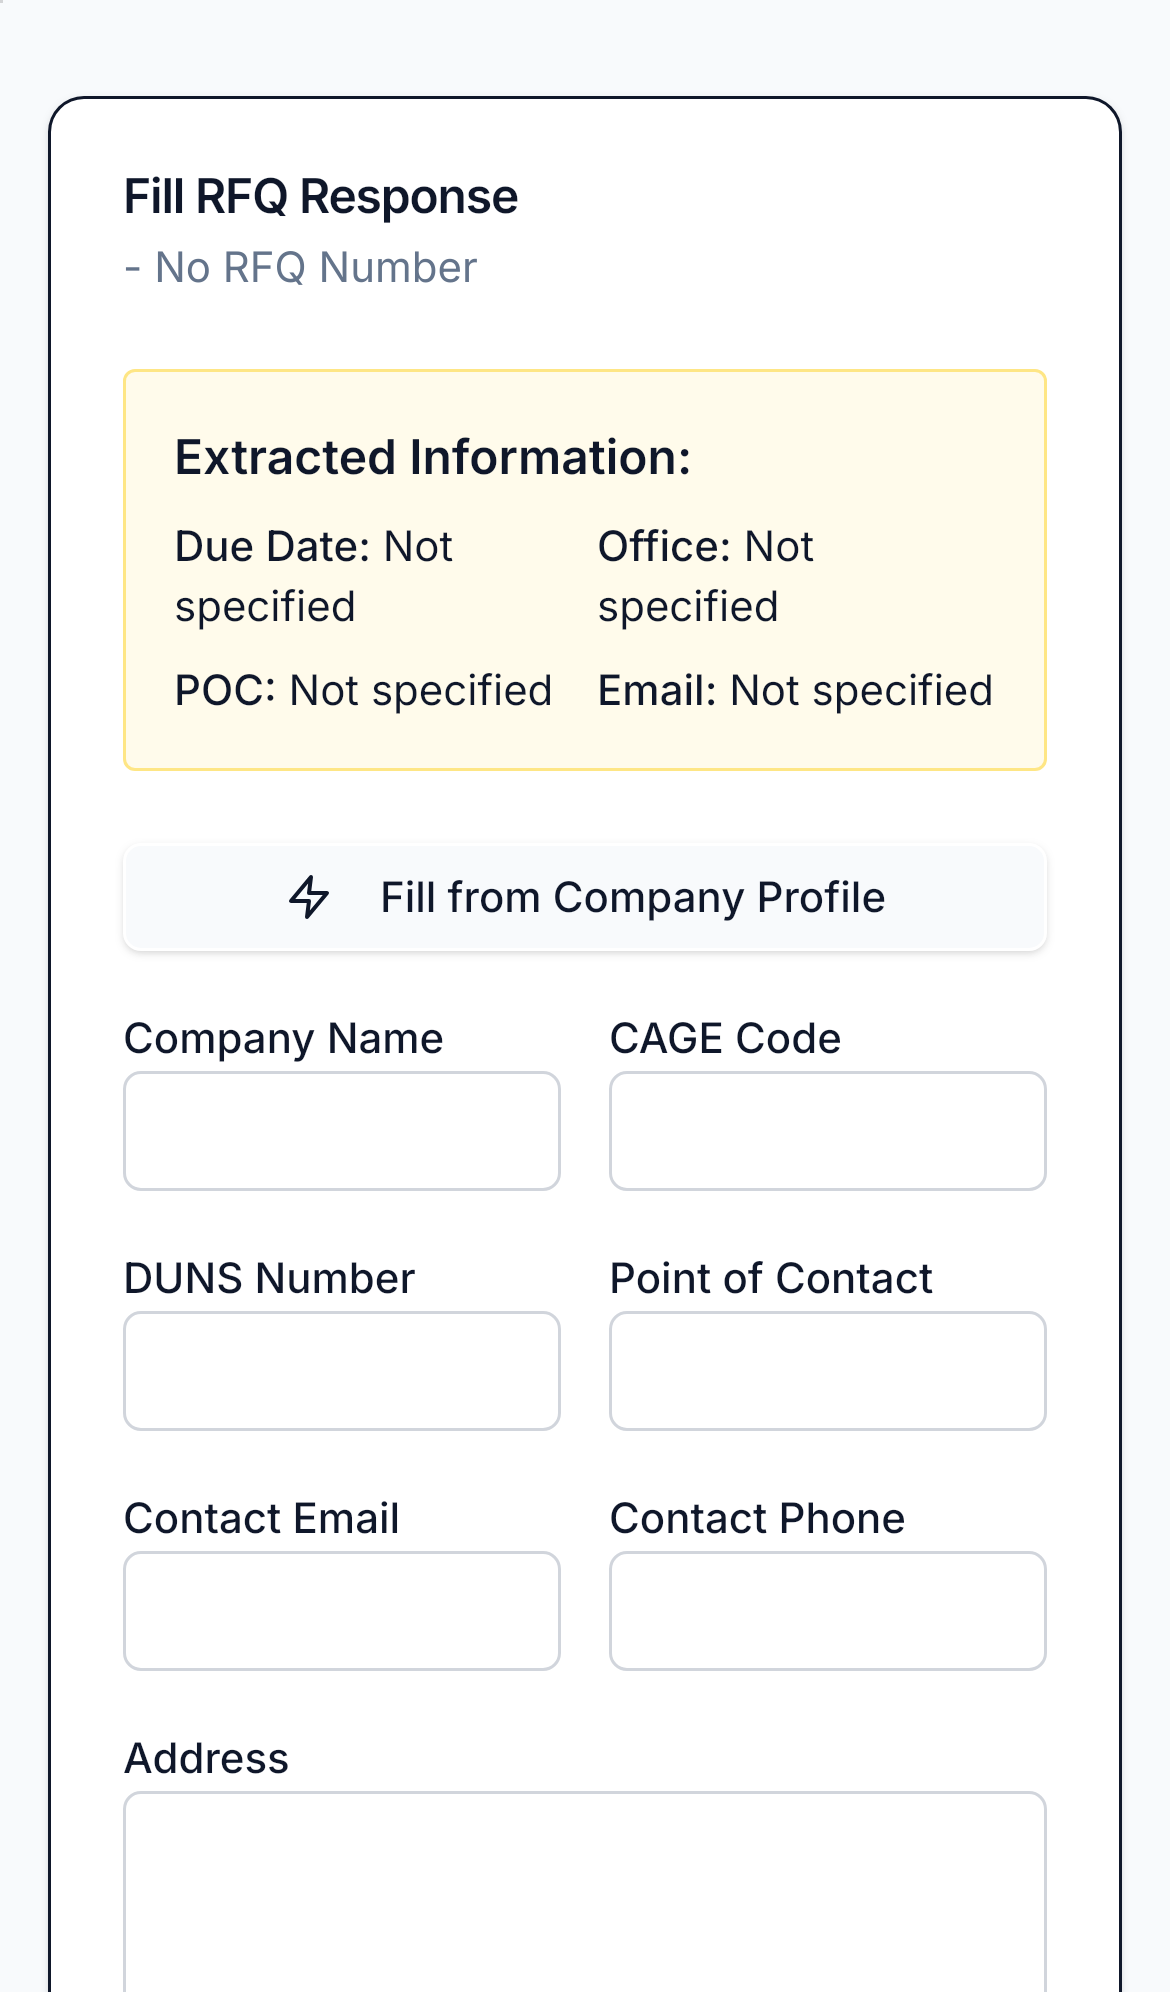 Fill RFQ Response
- No RFQ Number
Extracted Information:
Due Date: Not specified
Office: Not specified
POC: Not specified
Email: Not specified
Fill from Company Profile
Company Name
CAGE Code
DUNS Number
Point of Contact
Contact Email
Contact Phone
Address